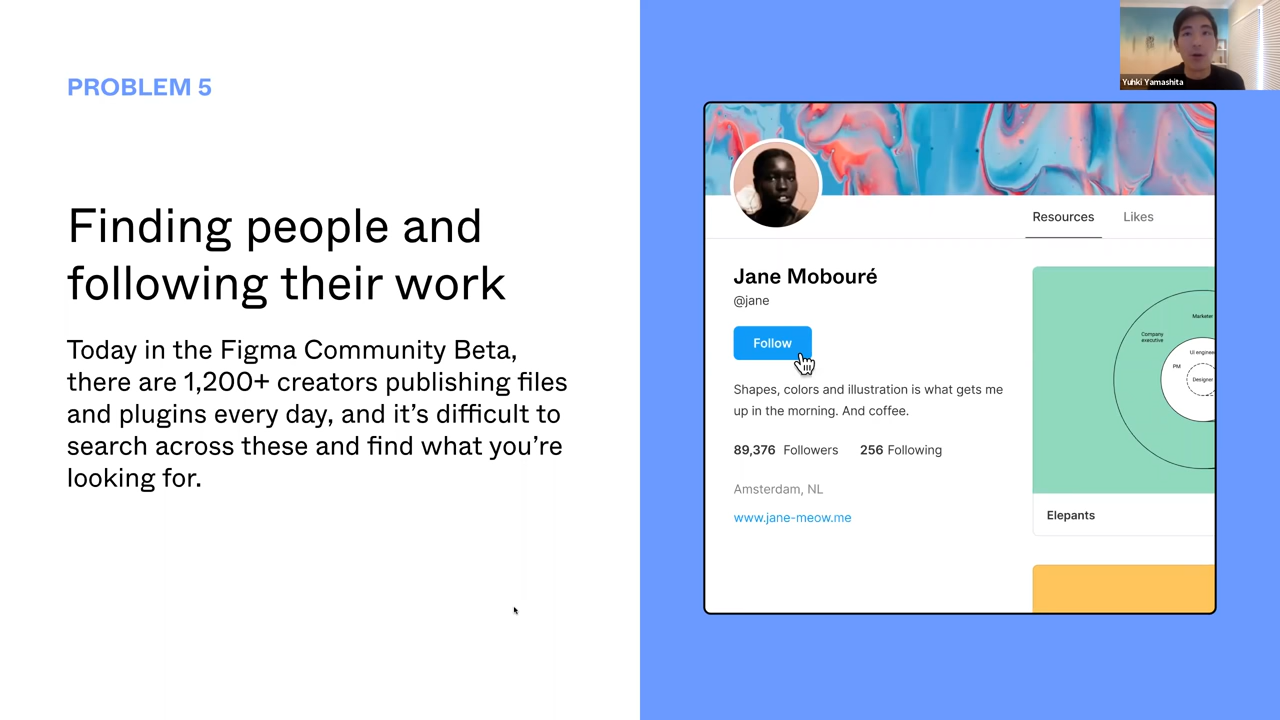 PROBLEM 5
Finding people and
following their work
Today in the Figma Community Beta,
there are 1,200+ creators publishing files
and plugins every day, and it’s difficult to
search across these and find what you’re
looking for.
Yuhki Yamashita
Resources
Likes
Jane Mobouré
@jane
Follow
Shapes, colors and illustration is what gets me
up in the morning. And coffee.
89,376 Followers
256 Following
Amsterdam, NL
www.jane-meow.me
Marketer
Company
executive
UI enginee
PM
Designer
Elepants